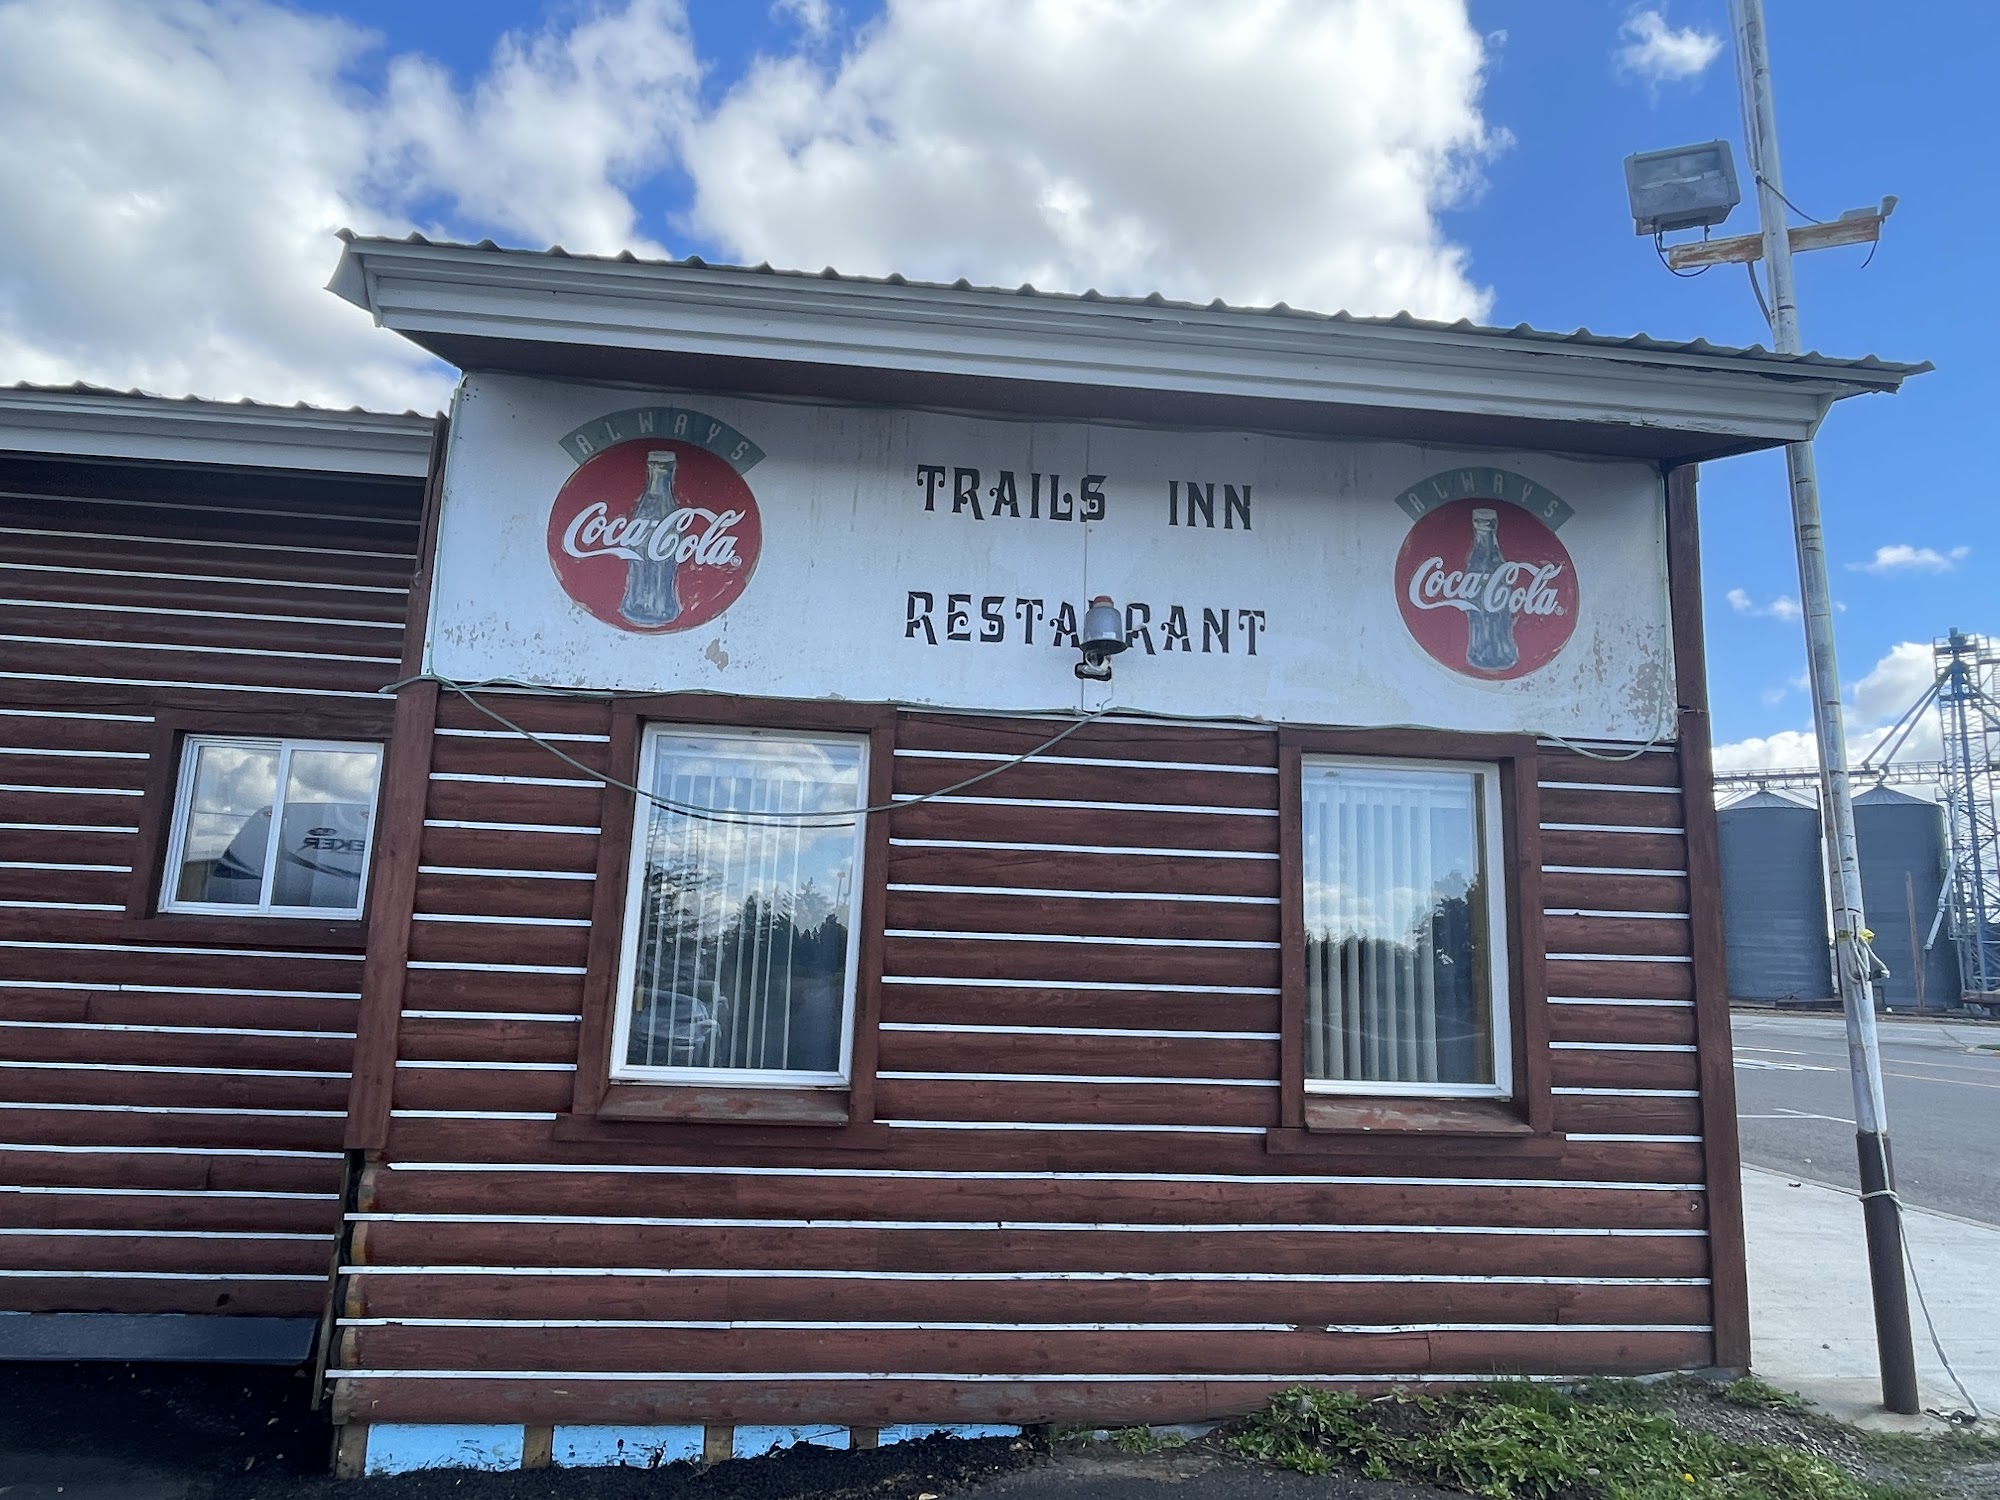 ALWAYS
Coca-Cola
TRAILS INN
RESTAURANT
ALWAYS
Coca-Cola